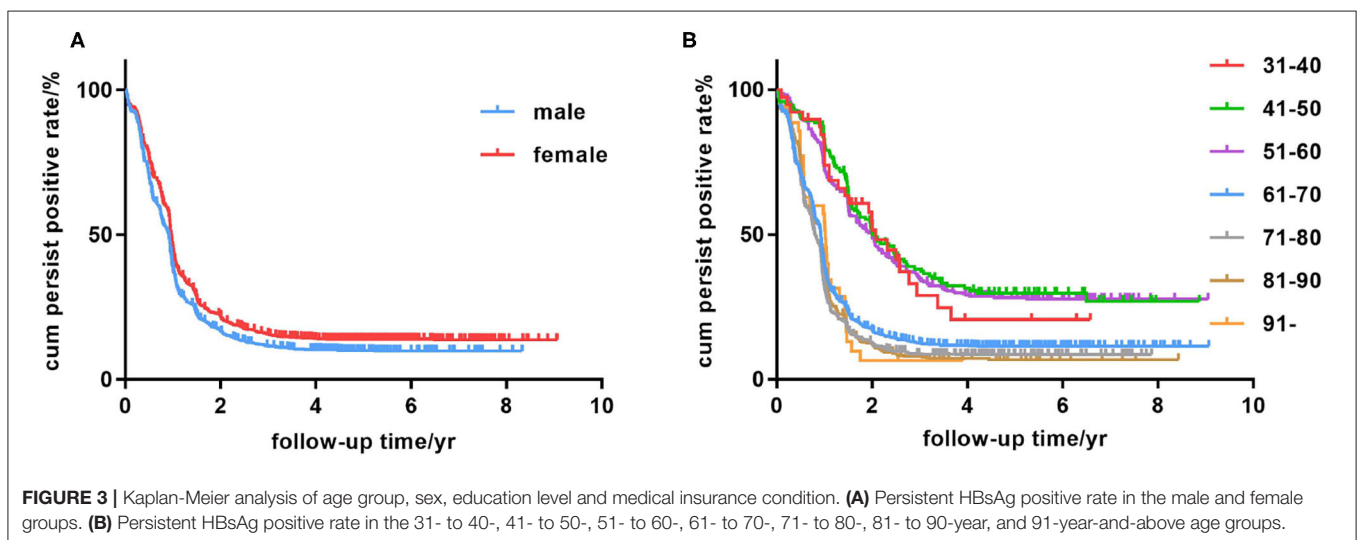 A
cum persist positive rate/%
100
50
0
0 2 4 6 8 10
follow-up time/yr
male
female
B
cum persist positive rate%
100
50
0
0 2 4 6 8 10
follow-up time/yr
31-40
41-50
51-60
61-70
71-80
81-90
91-
FIGURE 3 | Kaplan-Meier analysis of age group, sex, education level and medical insurance condition. (A) Persistent HBsAg positive rate in the male and female
groups. (B) Persistent HBsAg positive rate in the 31- to 40-, 41- to 50-, 51- to 60-, 61- to 70-, 71- to 80-, 81- to 90-year, and 91-year-and-above age groups.